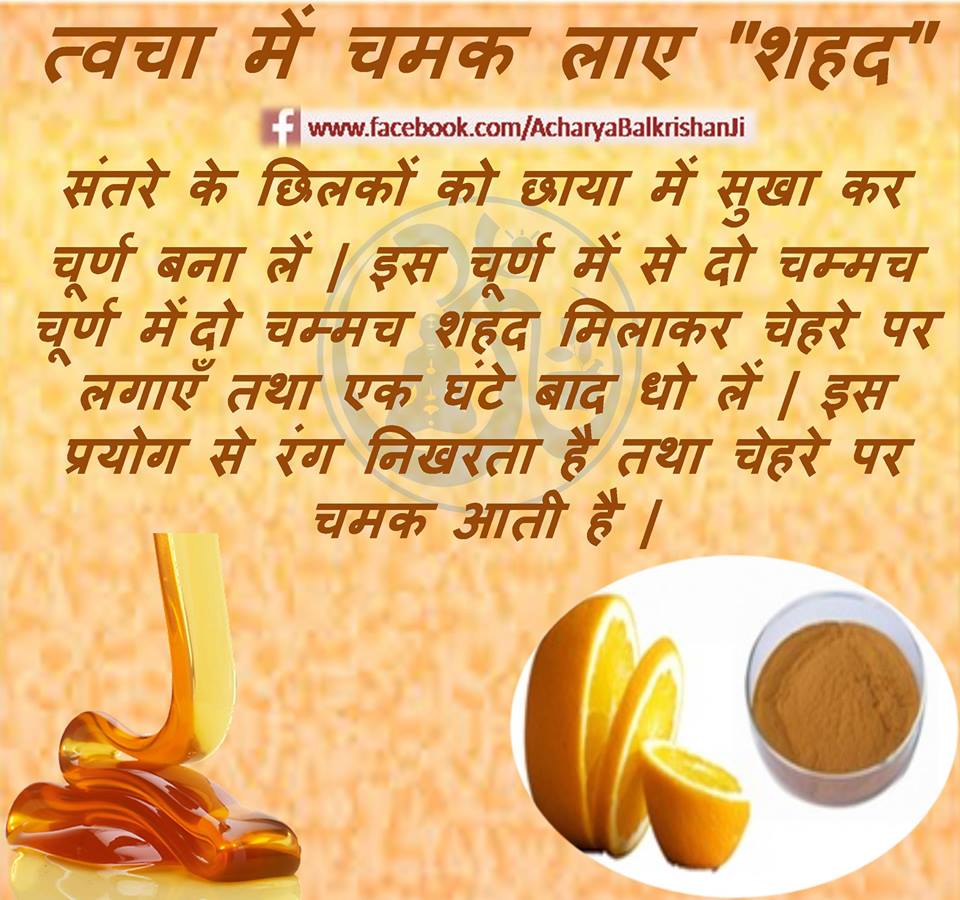 त्वचा में चमक लाए "शहद"
f www.facebook.com/AcharyaBalkrishanJi
संतरे के छिलकों को छाया में सुखा कर
चूर्ण बना लें | इस चूर्ण में से दो चम्मच
चूर्ण में दो चम्मच शहद मिलाकर चेहरे पर
लगाएँ तथा एक घंटे बाद धो लें | इस
प्रयोग से रंग निखरता है तथा चेहरे पर
चमक आती है |